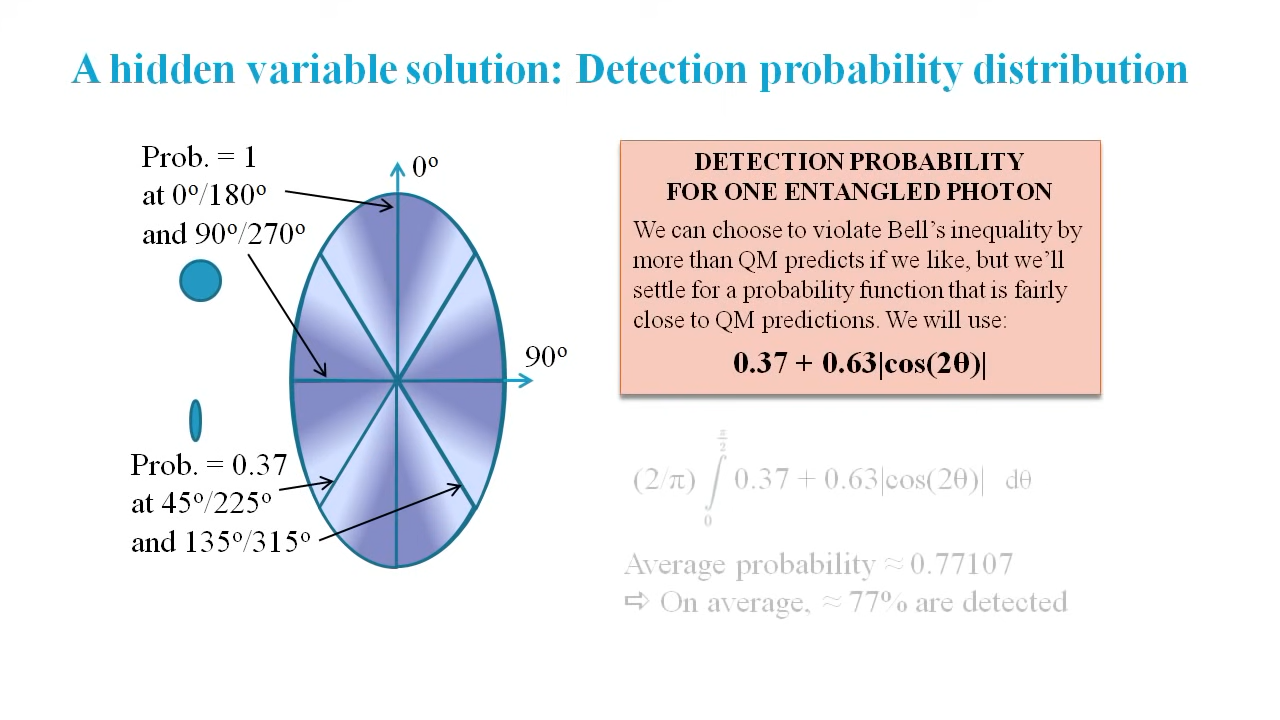 A hidden variable solution: Detection probability distribution
Prob. = 1
at 0º/180º
and 90º/270º
0º
90º
Prob. = 0.37
at 45º/225º
and 135º/315º
DETECTION PROBABILITY
FOR ONE ENTANGLED PHOTON
We can choose to violate Bell’s inequality by
more than QM predicts if we like, but we’ll
settle for a probability function that is fairly
close to QM predictions. We will use:
0.37 + 0.63|cos(2θ)|
(2/π) ∫₀^(π/2) 0.37 + 0.63|cos(2θ)| dθ
Average probability ≈ 0.77107
⇨ On average, ≈ 77% are detected